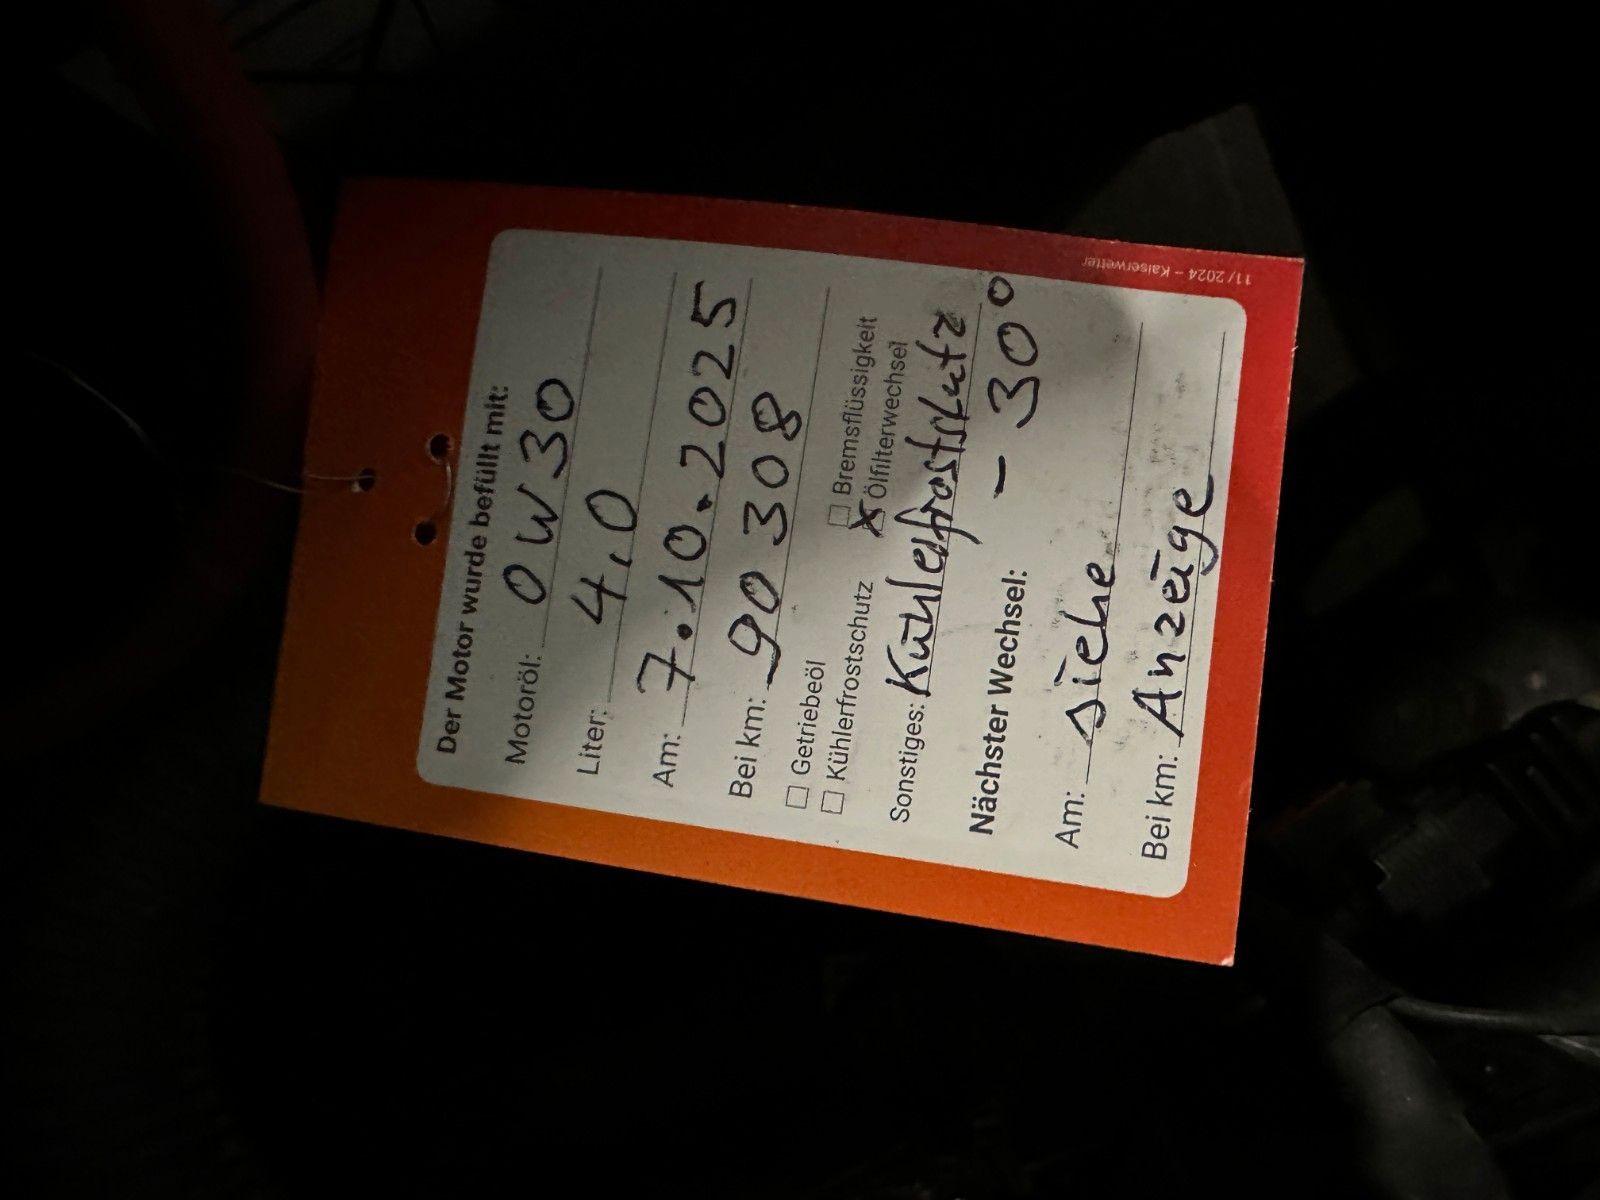 Der Motor wurde befüllt mit:
Motoröl: 0W30
Liter: 4,0
Am: 7.10.2025
Bei km: 90 308
☐ Getriebeöl ☐ Bremsflüssigkeit
☐ Kühlerfrostschutz ☒ Ölfilterwechsel
Sonstiges: Kühlerfrostskutz
- 30°
Nächster Wechsel:
Am: siehe
Bei km: Anzeige
11/2024 – Kaiserwetter